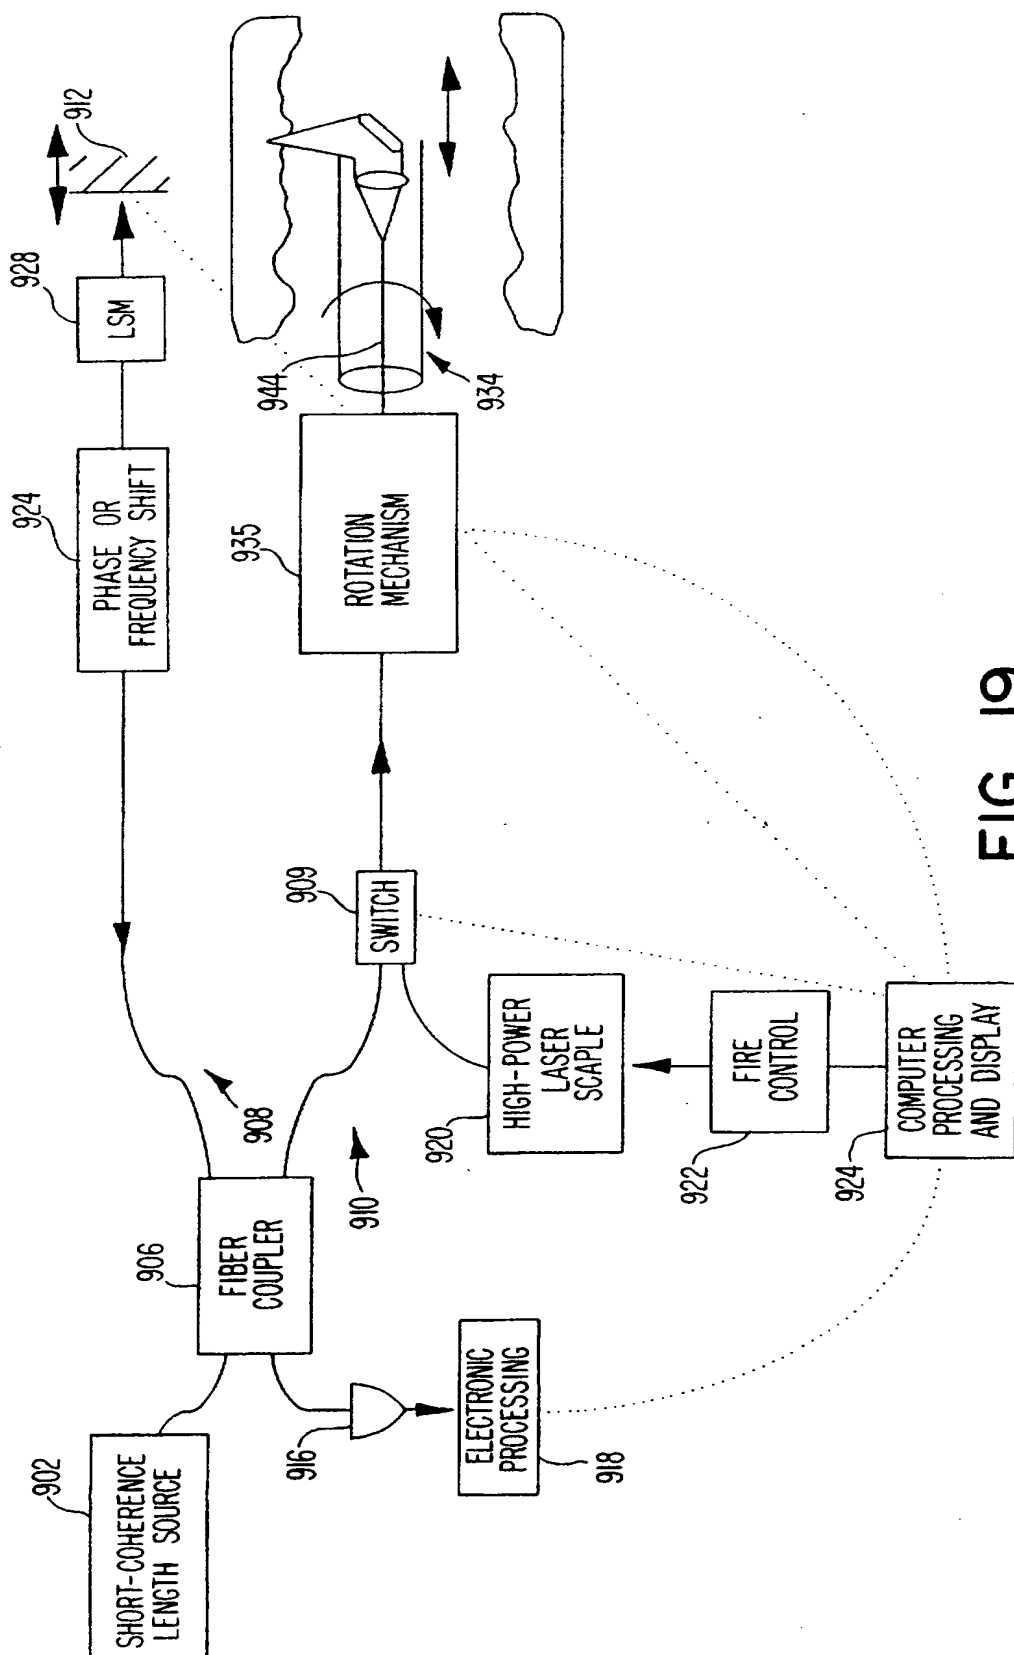 902
SHORT-COHERENCE
LENGTH SOURCE
906
FIBER
COUPLER
916
ELECTRONIC
PROCESSING
918
908
910
924
PHASE OR
FREQUENCY SHIFT
928
LSM
912
909
SWITCH
935
ROTATION
MECHANISM
944
934
920
HIGH-POWER
LASER
SCAPLE
922
FIRE
CONTROL
924
COMPUTER
PROCESSING
AND DISPLAY
FIG 19